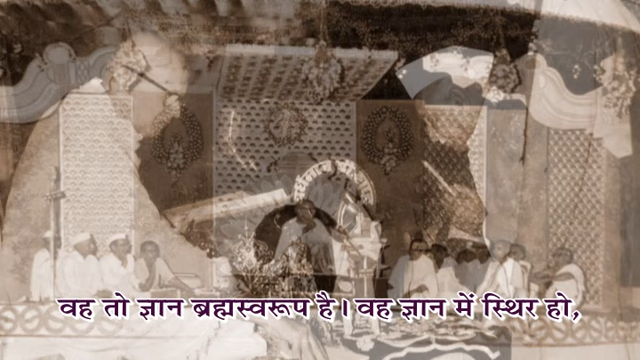 वह तो ज्ञान ब्रह्मस्वरूप है। वह ज्ञान में स्थिर हो,